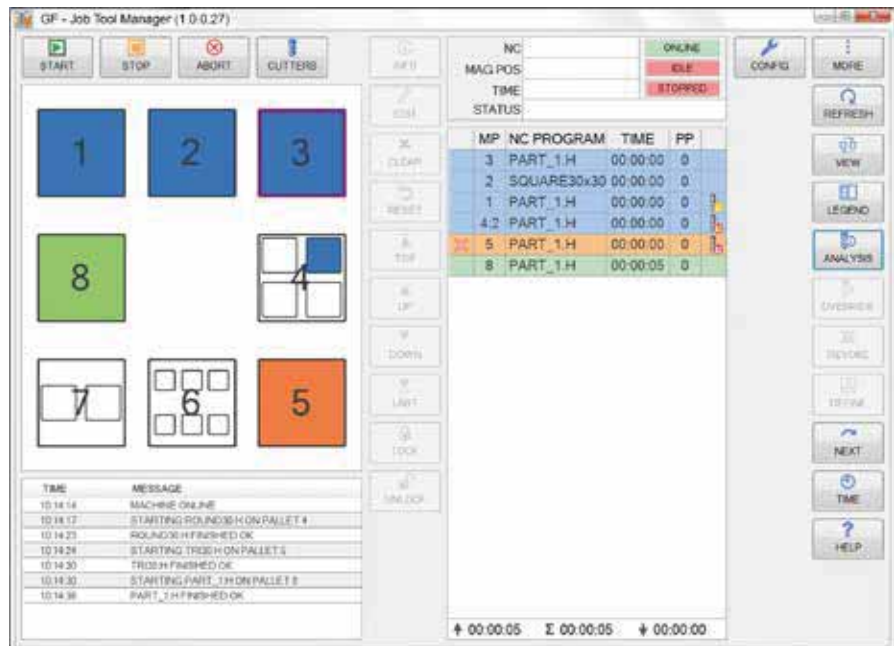 GF - Job Tool Manager (1.0.0.27)
START
STOP
ABORT
CUTTERS
INFO
EDIT
CLEAR
RESET
TOP
UP
DOWN
LAST
LOCK
UNLOCK
1
2
3
8
4
7
6
5
TIME MESSAGE
10:14:14 MACHINE ONLINE
10:14:17 STARTING ROUND30.H ON PALLET 4
10:14:23 ROUND30.H FINISHED OK
10:14:24 STARTING TRI30.H ON PALLET 5
10:14:30 TRI30.H FINISHED OK
10:14:30 STARTING PART_1.H ON PALLET 8
10:14:36 PART_1.H FINISHED OK
NC
ONLINE
MAG POS
IDLE
TIME
STOPPED
STATUS
MP NC PROGRAM TIME PP
3 PART_1.H 00:00:00 0
2 SQUARE30x30 00:00:00 0
1 PART_1.H 00:00:00 0
4:2 PART_1.H 00:00:00 0
5 PART_1.H 00:00:00 0
8 PART_1.H 00:00:05 0
00:00:05 Σ 00:00:05 00:00:00
CONFIG
MORE
REFRESH
VIEW
LEGEND
ANALYSIS
OVERRIDE
DEFINE
NEXT
TIME
HELP